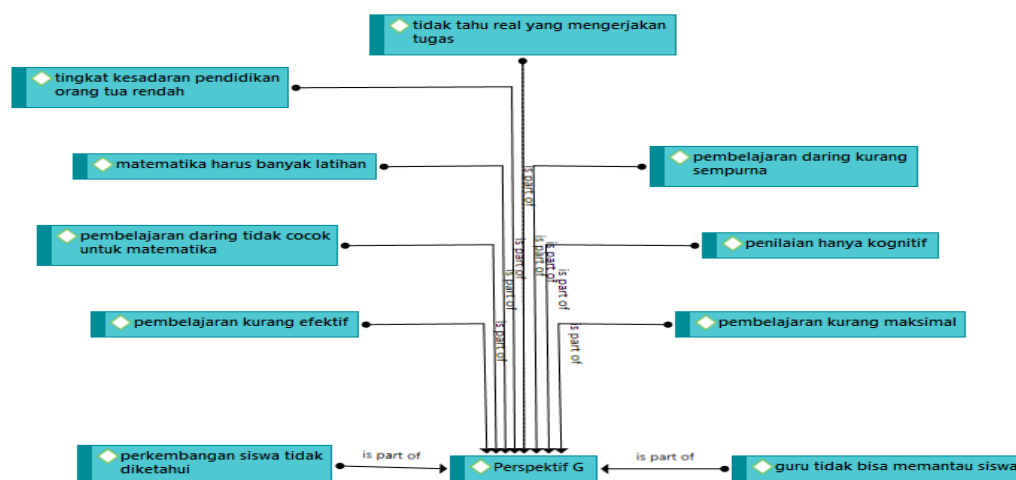 tidak tahu real yang mengerjakan
tugas
tingkat kesadaran pendidikan
orang tua rendah
matematika harus banyak latihan
pembelajaran daring kurang
sempurna
pembelajaran daring tidak cocok
untuk matematika
penilaian hanya kognitif
pembelajaran kurang efektif
pembelajaran kurang maksimal
is part of
is part of
is part of
is part of
is part of
is part of
is part of
is part of
perkembangan siswa tidak
diketahui
is part of
Perspektif G
is part of
guru tidak bisa memantau siswa